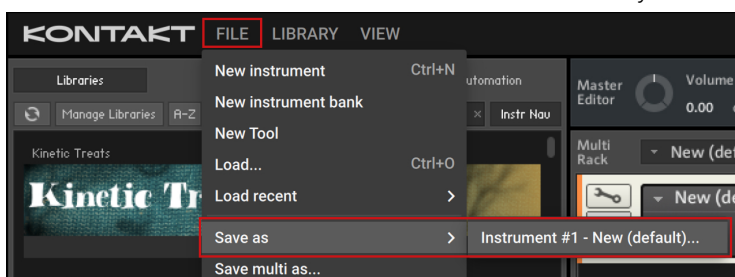 KONTAKT FILE LIBRARY VIEW
Libraries
utomation
Manage Libraries A-Z
× Instr Nav
Kinetic Treats
Kinetic Tr
New instrument Ctrl+N
New instrument bank
New Tool
Load... Ctrl+O
Load recent >
Save as >
Save multi as...
Instrument #1 - New (default)...
Master
Editor
Volume
0.00
Multi
Rack
New (def
New (de